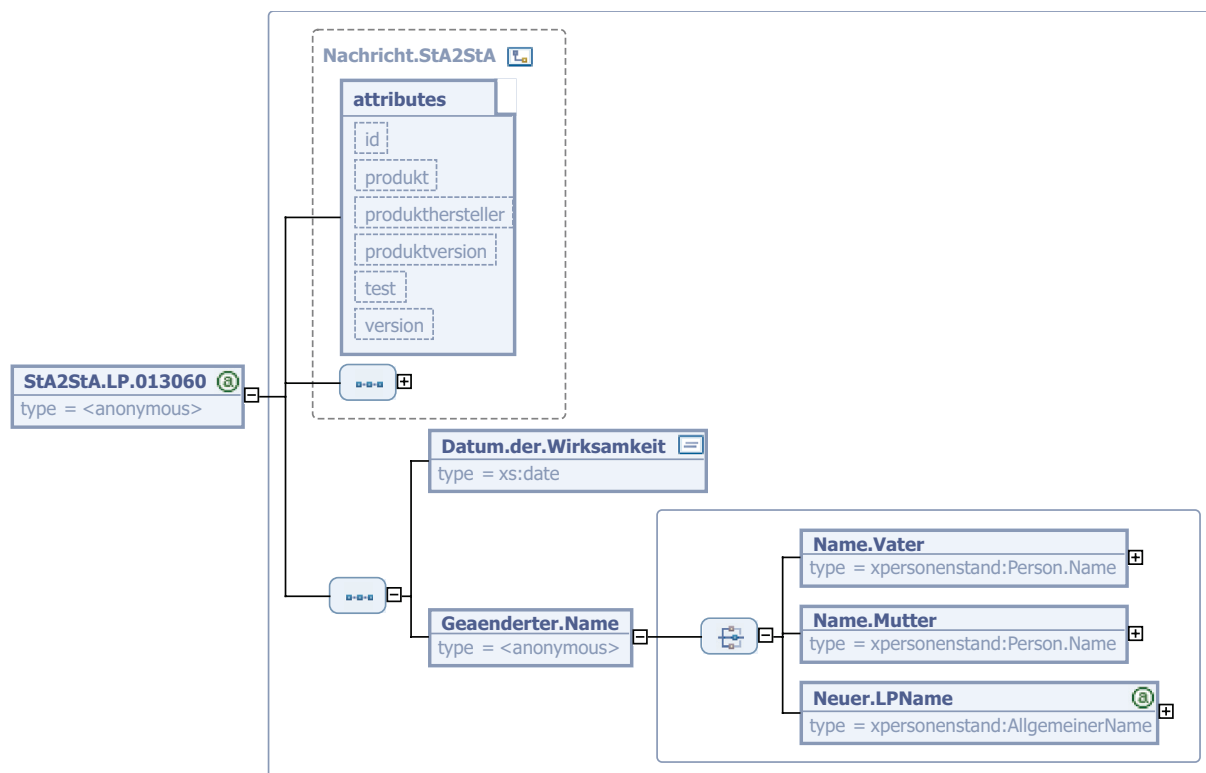 Nachricht.StA2StA
attributes
id
produkt
produkthersteller
produktversion
test
version
StA2StA.LP.013060
type = <anonymous>
Datum.der.Wirksamkeit
type = xs:date
Geaenderter.Name
type = <anonymous>
Name.Vater
type = xpersonenstand:Person.Name
Name.Mutter
type = xpersonenstand:Person.Name
Neuer.LPName
type = xpersonenstand:AllgemeinerName